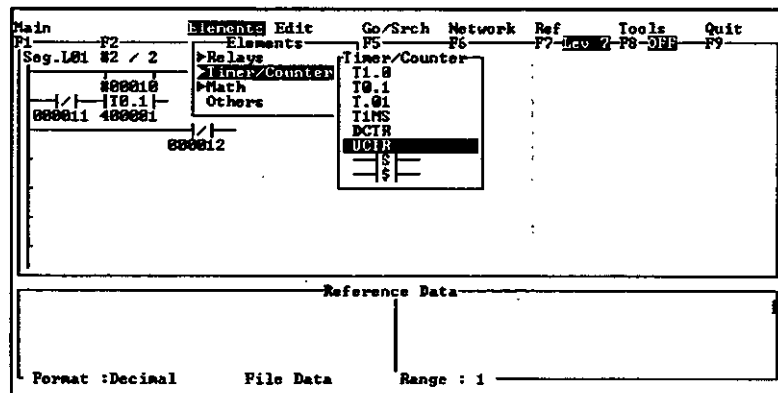 Main Elements Edit Go/Srch Network Ref Tools Quit
F1 F2 Elements F5 F6 F7-Lev ? F8-OFF F9
Seg.L01 #2 / 2 ▶Relays Timer/Counter
▶Timer/Counter T1.0
#00010 ▶Math T0.1
T0.1 Others T.01
000011 400001 T1MS
DCTR
000012 UCTR
S
Reference Data
Format :Decimal File Data Range : 1